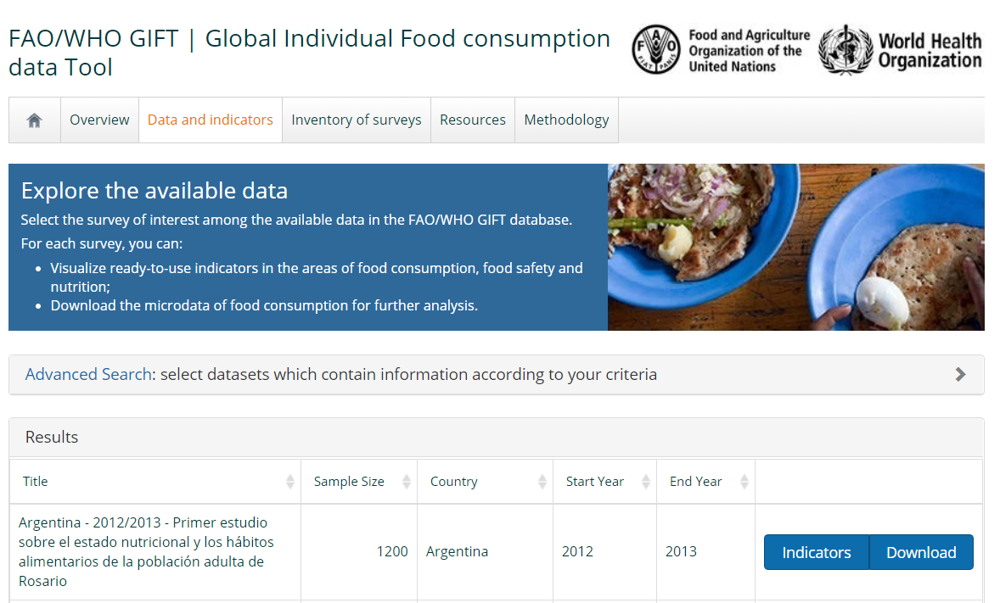 FAO/WHO GIFT | Global Individual Food consumption
data Tool
FAO
FIAT PANIS
Food and Agriculture
Organization of the
United Nations
World Health
Organization
Overview
Data and indicators
Inventory of surveys
Resources
Methodology
Explore the available data
Select the survey of interest among the available data in the FAO/WHO GIFT database.
For each survey, you can:
• Visualize ready-to-use indicators in the areas of food consumption, food safety and
nutrition;
• Download the microdata of food consumption for further analysis.
Advanced Search: select datasets which contain information according to your criteria
Results
Title
Sample Size
Country
Start Year
End Year
Argentina - 2012/2013 - Primer estudio
sobre el estado nutricional y los hábitos
alimentarios de la población adulta de
Rosario
1200
Argentina
2012
2013
Indicators
Download